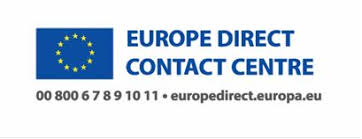 EUROPE DIRECT
CONTACT CENTRE
00 800 6 7 8 9 10 11 • europedirect.europa.eu